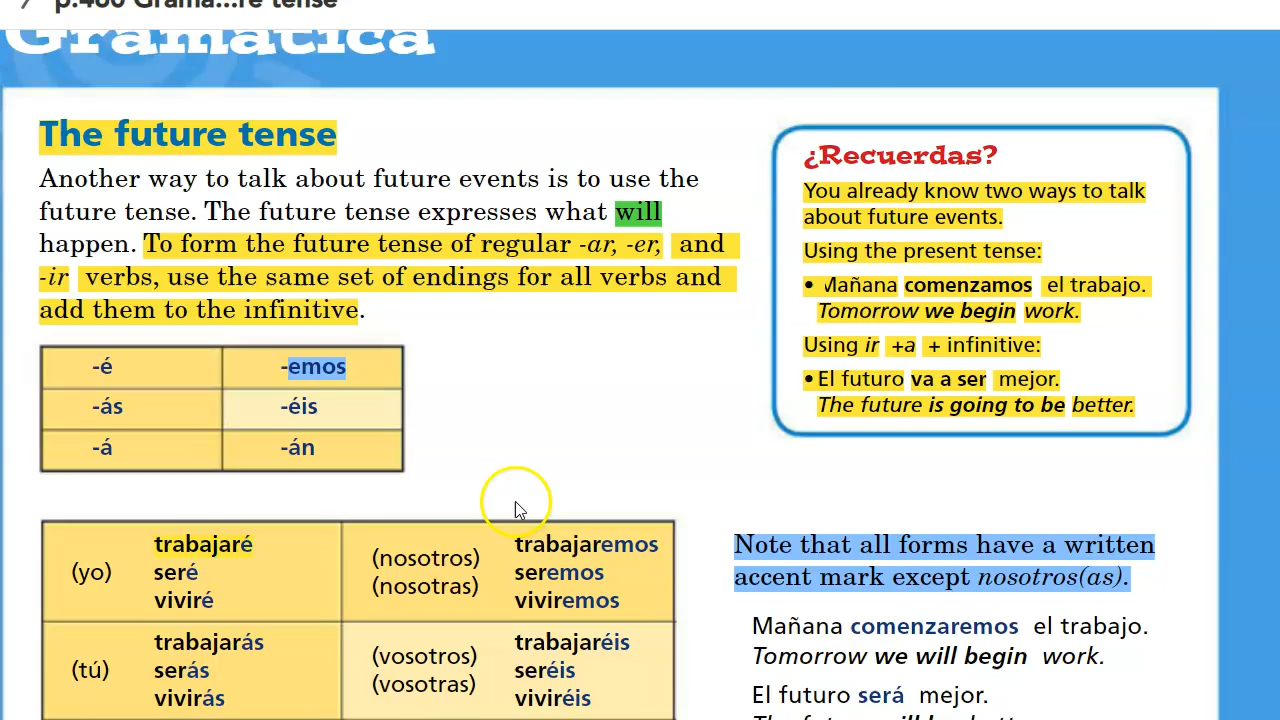 p.460 Grama...re tense
Gramática
The future tense
Another way to talk about future events is to use the
future tense. The future tense expresses what will
happen. To form the future tense of regular -ar, -er, and
-ir verbs, use the same set of endings for all verbs and
add them to the infinitive.
-é -emos
-ás -éis
-á -án
¿Recuerdas?
You already know two ways to talk
about future events.
Using the present tense:
• Mañana comenzamos el trabajo.
Tomorrow we begin work.
Using ir +a + infinitive:
• El futuro va a ser mejor.
The future is going to be better.
(yo)
trabajaré
seré
viviré
(nosotros)
(nosotras)
trabajaremos
seremos
viviremos
(tú)
trabajarás
serás
vivirás
(vosotros)
(vosotras)
trabajaréis
seréis
viviréis
Note that all forms have a written
accent mark except nosotros(as).
Mañana comenzaremos el trabajo.
Tomorrow we will begin work.
El futuro será mejor.